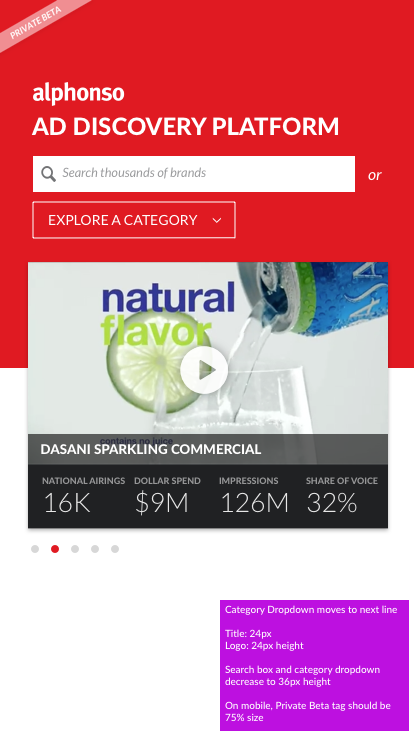 PRIVATE BETA
alphonso
AD DISCOVERY PLATFORM
Search thousands of brands
or
EXPLORE A CATEGORY
natural
flavor
contains no juice
DASANI SPARKLING COMMERCIAL
NATIONAL AIRINGS DOLLAR SPEND IMPRESSIONS SHARE OF VOICE
16K $9M 126M 32%
Category Dropdown moves to next line
Title: 24px
Logo: 24px height
Search box and category dropdown
decrease to 36px height
On mobile, Private Beta tag should be
75% size